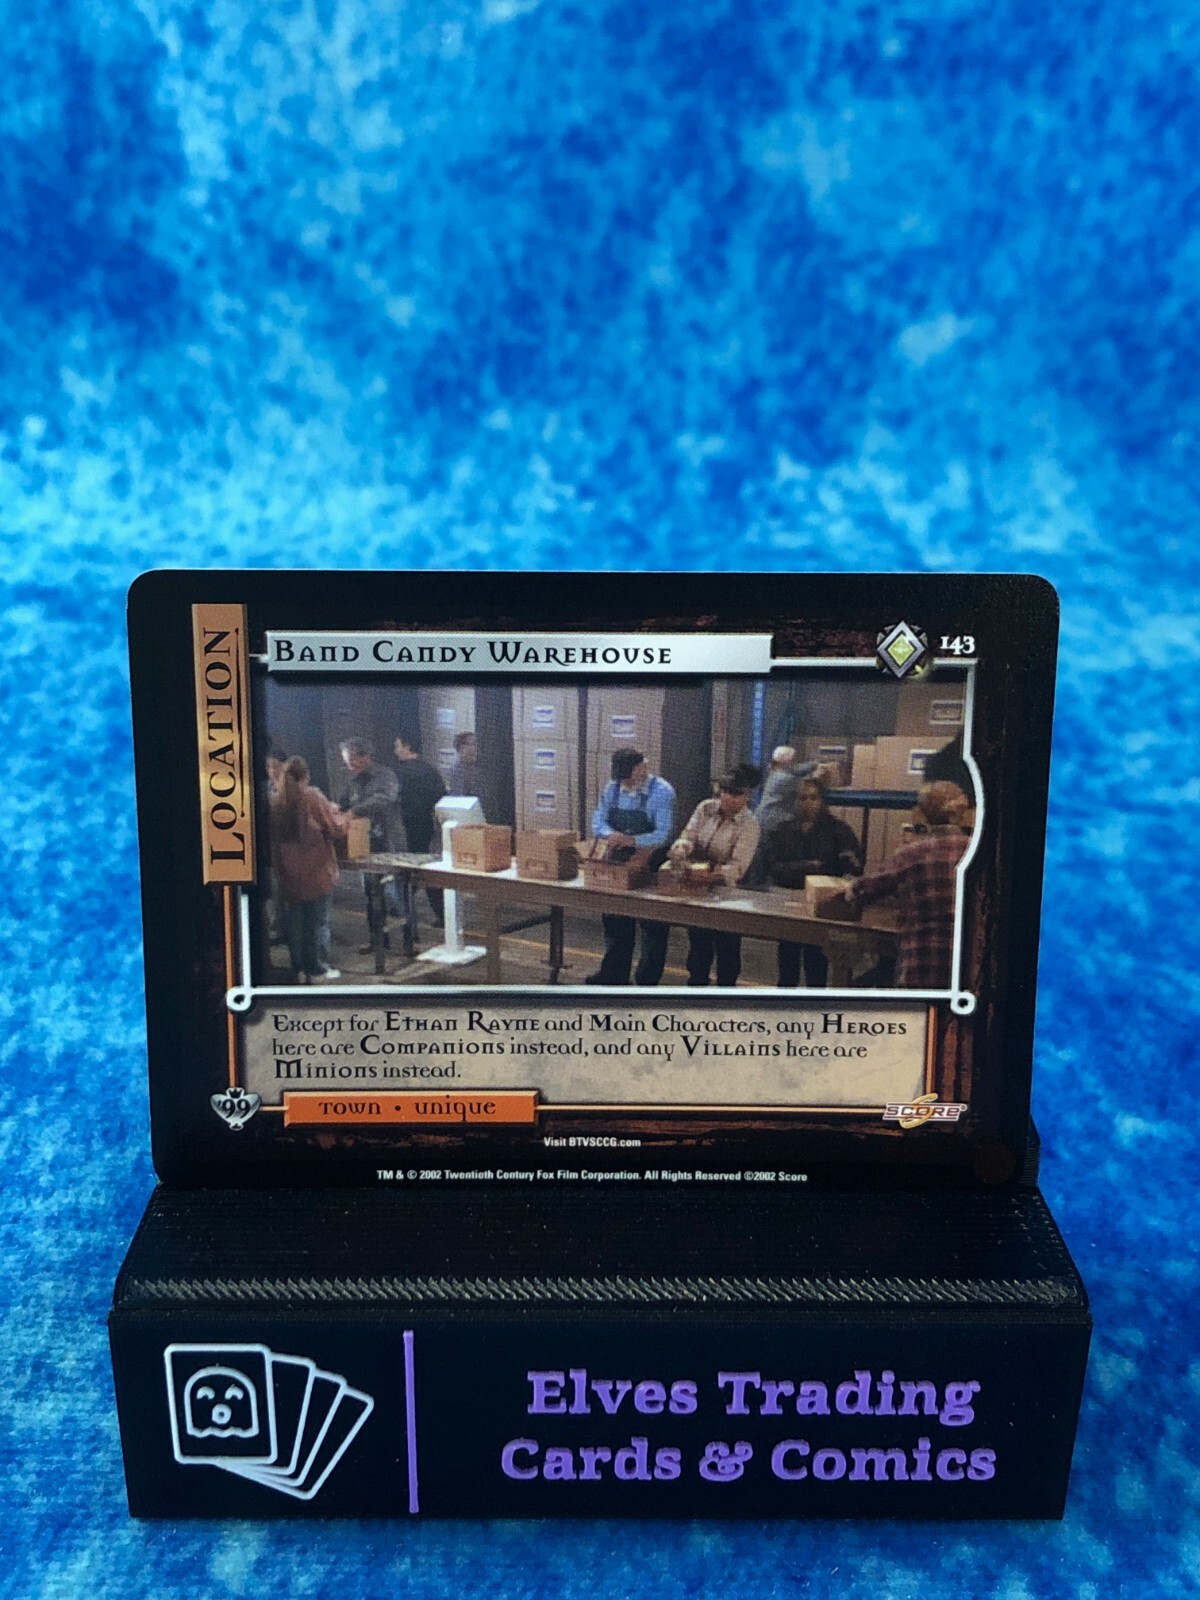 LOCATION
BAND CANDY WAREHOUSE
143
Except for ETHAN RAYNE and Main Characters, any HEROES
here are COMPANIONS instead, and any VILLAINS here are
MINIONS instead.
'99
TOWN • UNIQUE
SCORE®
Visit BTVSCCG.com
TM & © 2002 Twentieth Century Fox Film Corporation. All Rights Reserved ©2002 Score
Elves Trading
Cards & Comics